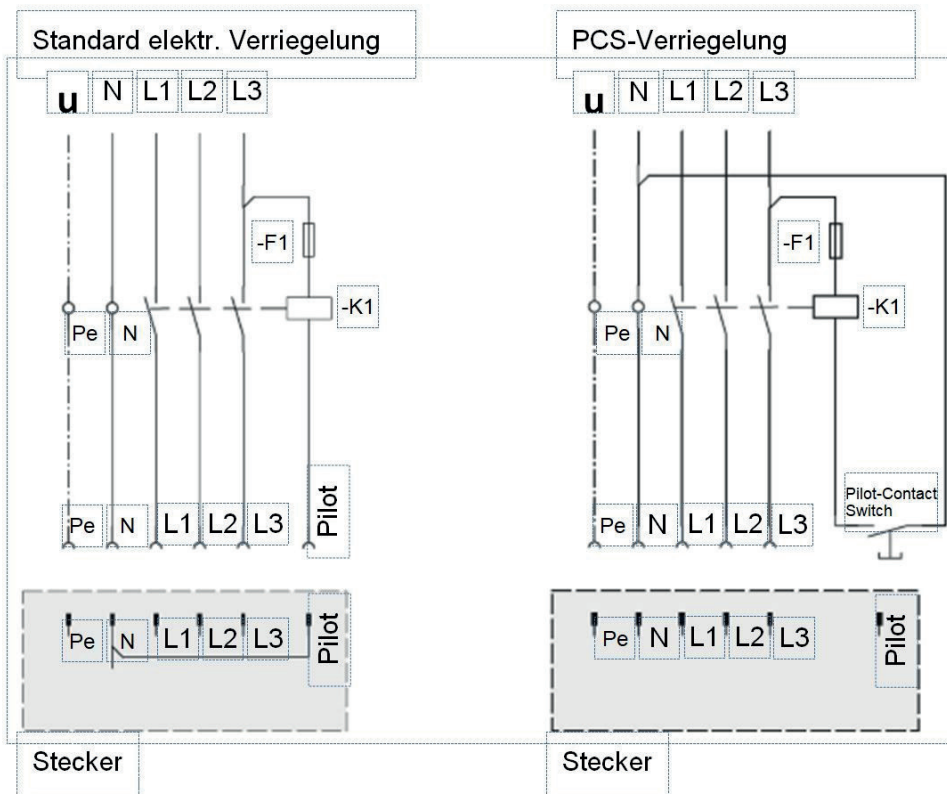 Standard elektr. Verriegelung
u N L1 L2 L3
-F1
-K1
Pe N
Pe N L1 L2 L3 Pilot
Pe N L1 L2 L3 Pilot
Stecker
PCS-Verriegelung
u N L1 L2 L3
-F1
-K1
Pe N
Pilot-Contact
Switch
Pe N L1 L2 L3
Pe N L1 L2 L3 Pilot
Stecker